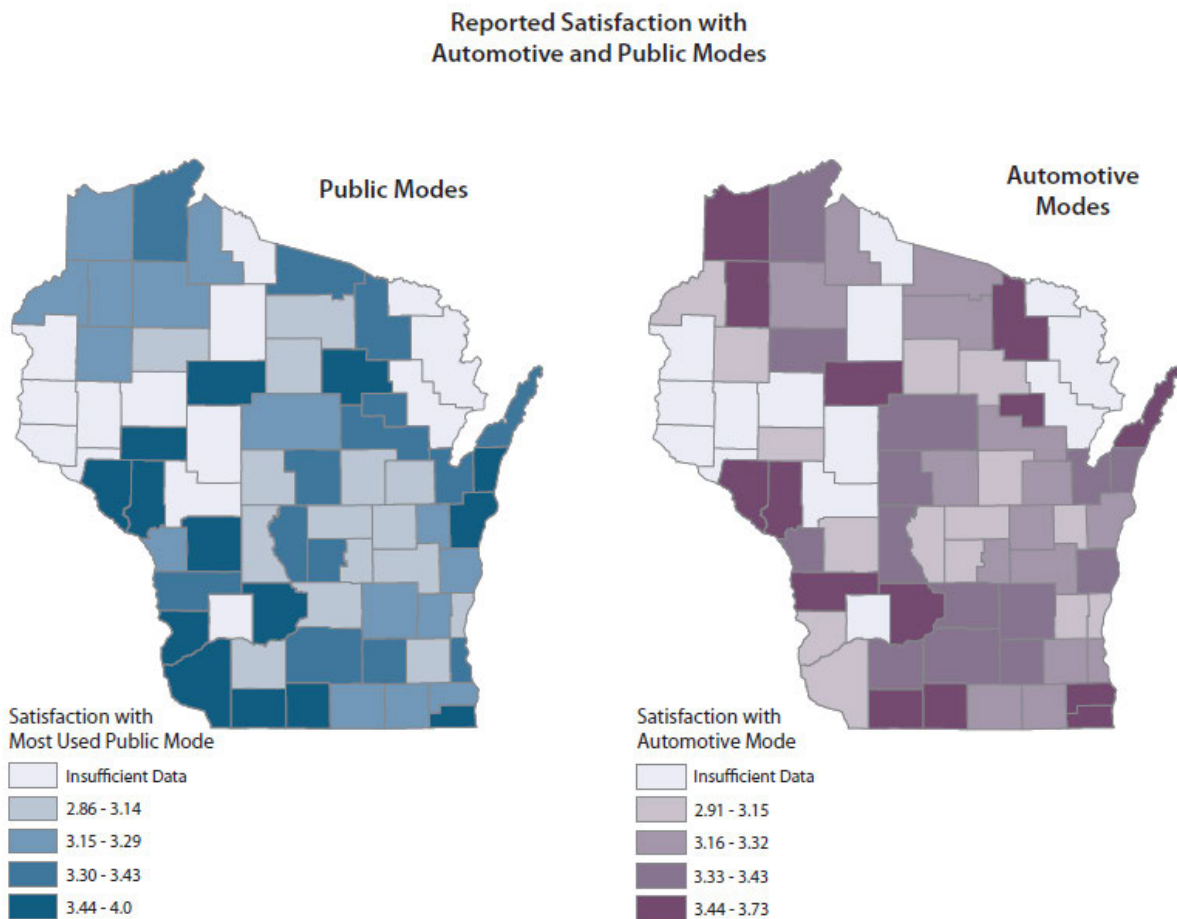 Reported Satisfaction with
Automotive and Public Modes
Public Modes
Automotive
Modes
Satisfaction with
Most Used Public Mode
Insufficient Data
2.86 - 3.14
3.15 - 3.29
3.30 - 3.43
3.44 - 4.0
Satisfaction with
Automotive Mode
Insufficient Data
2.91 - 3.15
3.16 - 3.32
3.33 - 3.43
3.44 - 3.73